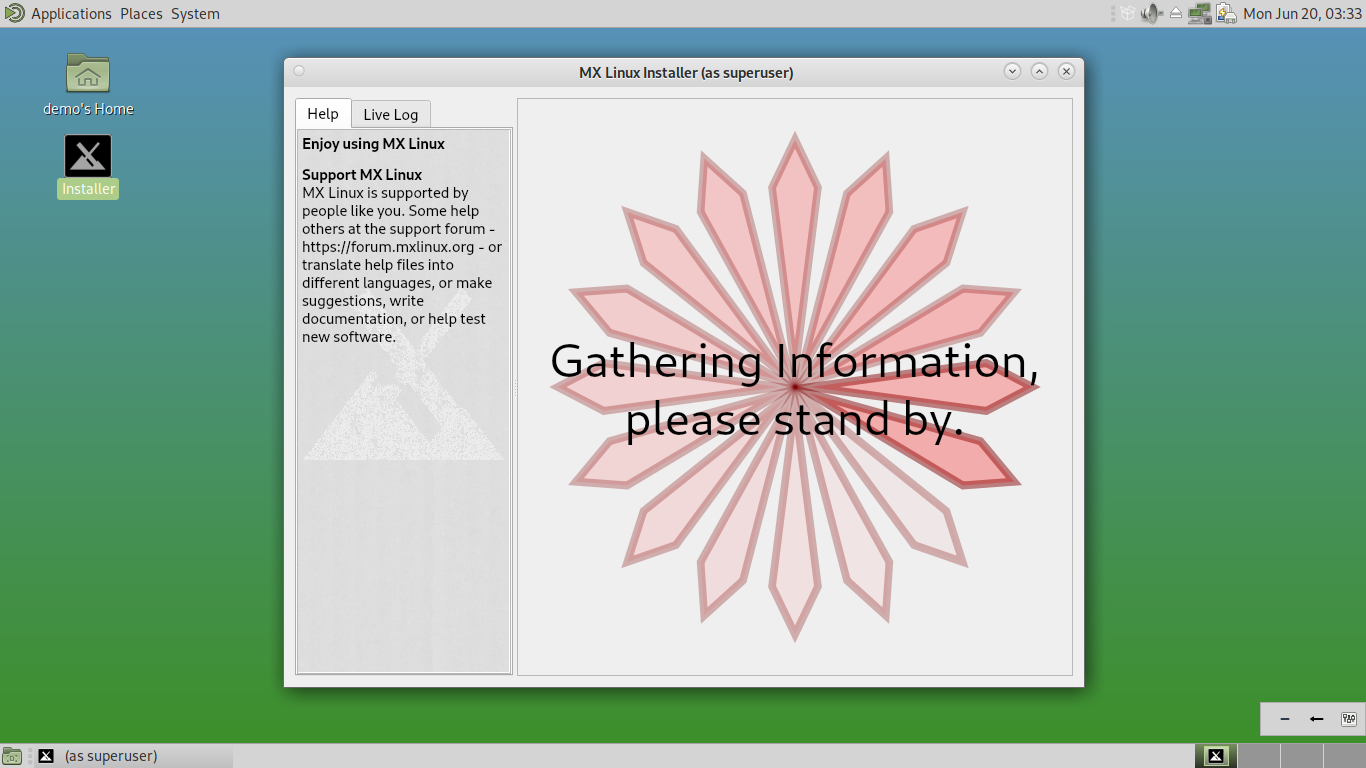 Applications Places System
Mon Jun 20, 03:33
demo's Home
Installer
MX Linux Installer (as superuser)
Help
Live Log
Enjoy using MX Linux
Support MX Linux
MX Linux is supported by
people like you. Some help
others at the support forum -
https://forum.mxlinux.org - or
translate help files into
different languages, or make
suggestions, write
documentation, or help test
new software.
Gathering Information,
please stand by.
(as superuser)